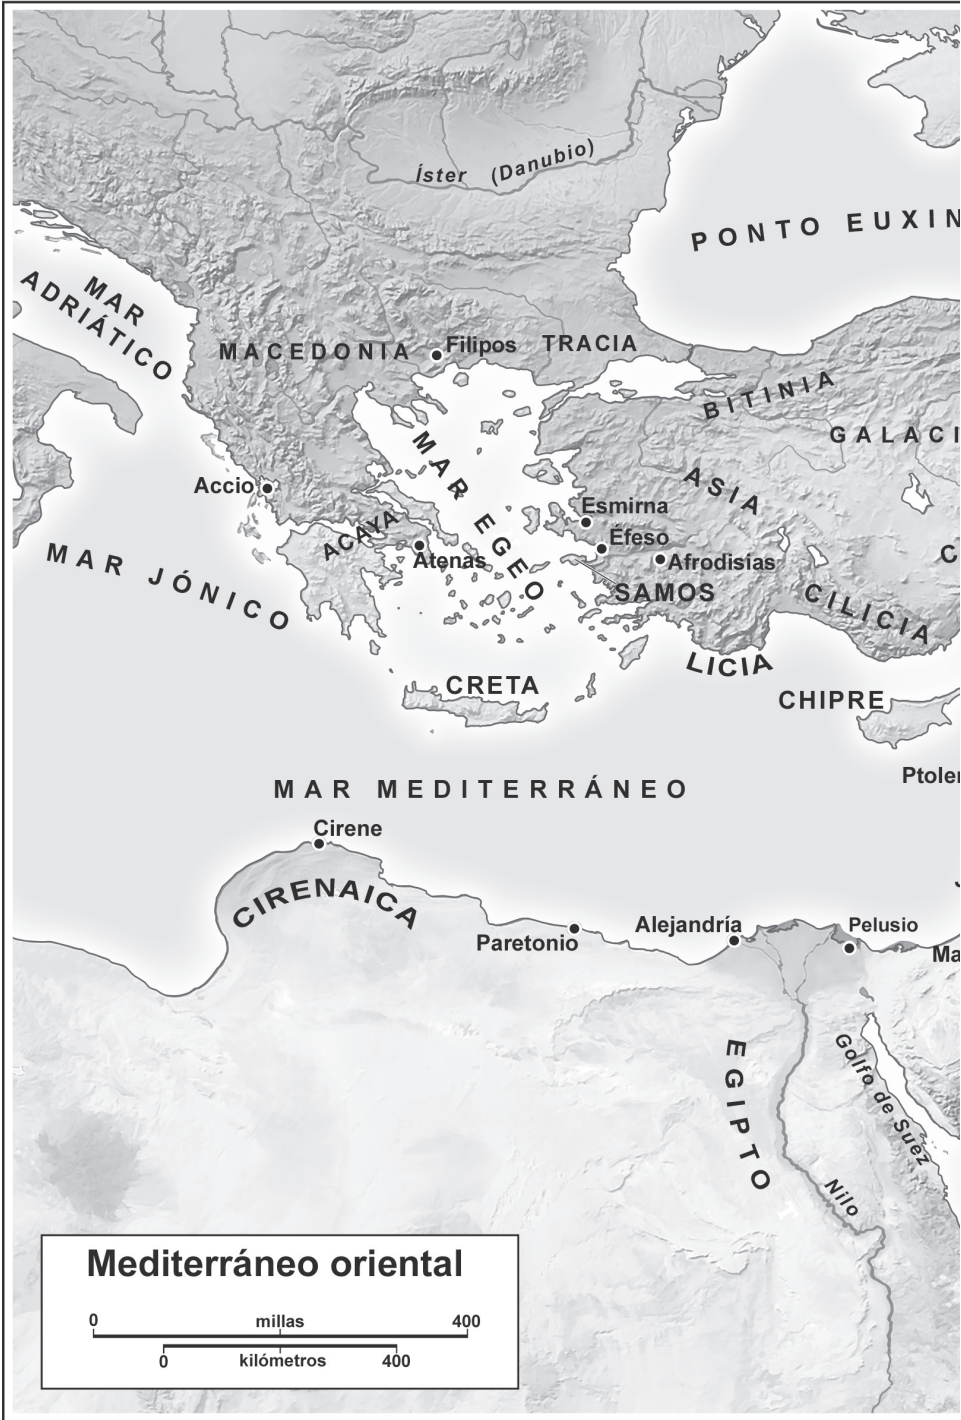 Íster (Danubio)
PONTO EUXIN
MAR
ADRIÁTICO
MACEDONIA
Filipos
TRACIA
BITINIA
GALACI
MAR EGEO
ASIA
Accio
Esmirna
ACAYA
Éfeso
Atenas
Afrodisias
C
MAR JÓNICO
SAMOS
CILICIA
LICIA
CRETA
CHIPRE
Ptoler
MAR MEDITERRÁNEO
Cirene
CIRENAICA
Paretonio
Alejandría
Pelusio
Ma
EGIPTO
Golfo de Suez
Nilo
Mediterráneo oriental
0 millas 400
0 kilómetros 400